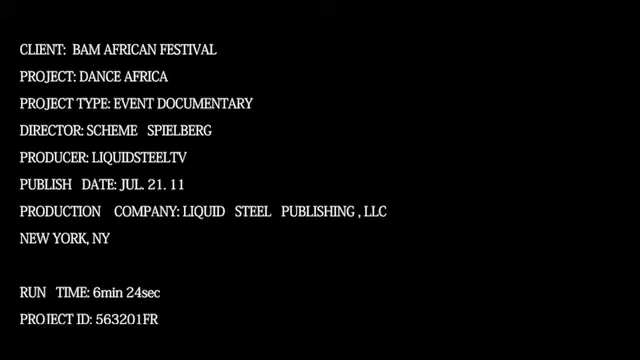 CLIENT: BAM AFRICAN FESTIVAL
PROJECT: DANCE AFRICA
PROJECT TYPE: EVENT DOCUMENTARY
DIRECTOR: SCHEME SPIELBERG
PRODUCER: LIQUIDSTEELTV
PUBLISH DATE: JUL. 21. 11
PRODUCTION COMPANY: LIQUID STEEL PUBLISHING , LLC
NEW YORK, NY
RUN TIME: 6min 24sec
PROJECT ID: 563201FR